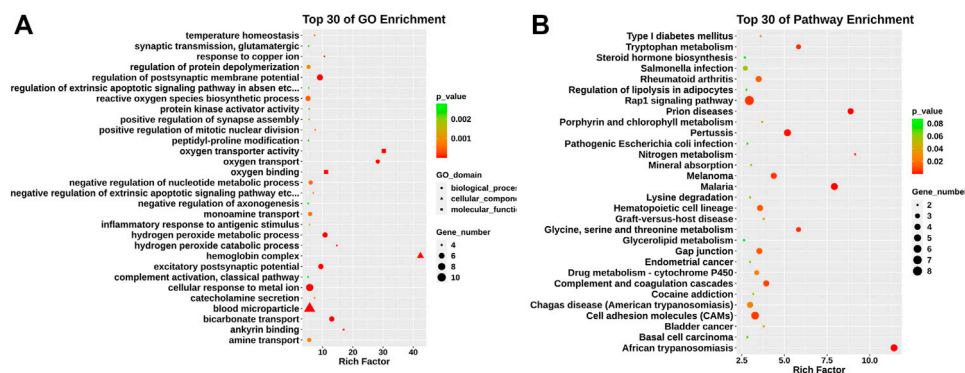 A
Top 30 of GO Enrichment
temperature homeostasis
synaptic transmission, glutamatergic
response to copper ion
regulation of protein depolymerization
regulation of postsynaptic membrane potential
regulation of extrinsic apoptotic signaling pathway in absen etc...
reactive oxygen species biosynthetic process
protein kinase activator activity
positive regulation of synapse assembly
positive regulation of mitotic nuclear division
peptidyl-proline modification
oxygen transporter activity
oxygen transport
oxygen binding
negative regulation of nucleotide metabolic process
negative regulation of extrinsic apoptotic signaling pathway etc...
negative regulation of axonogenesis
monoamine transport
inflammatory response to antigenic stimulus
hydrogen peroxide metabolic process
hydrogen peroxide catabolic process
hemoglobin complex
excitatory postsynaptic potential
complement activation, classical pathway
cellular response to metal ion
catecholamine secretion
blood microparticle
bicarbonate transport
ankyrin binding
amine transport
10 20 30 40
Rich Factor
p_value
0.002
0.001
GO_domain
biological_proce
cellular_compon
molecular_functi
Gene_number
4
6
8
10
B
Top 30 of Pathway Enrichment
Type I diabetes mellitus
Tryptophan metabolism
Steroid hormone biosynthesis
Salmonella infection
Rheumatoid arthritis
Regulation of lipolysis in adipocytes
Rap1 signaling pathway
Prion diseases
Porphyrin and chlorophyll metabolism
Pertussis
Pathogenic Escherichia coli infection
Nitrogen metabolism
Mineral absorption
Melanoma
Malaria
Lysine degradation
Hematopoietic cell lineage
Graft-versus-host disease
Glycine, serine and threonine metabolism
Glycerolipid metabolism
Gap junction
Endometrial cancer
Drug metabolism - cytochrome P450
Complement and coagulation cascades
Cocaine addiction
Chagas disease (American trypanosomiasis)
Cell adhesion molecules (CAMs)
Bladder cancer
Basal cell carcinoma
African trypanosomiasis
2.5 5.0 7.5 10.0
Rich Factor
p_value
0.08
0.06
0.04
0.02
Gene_number
2
3
4
5
6
7
8